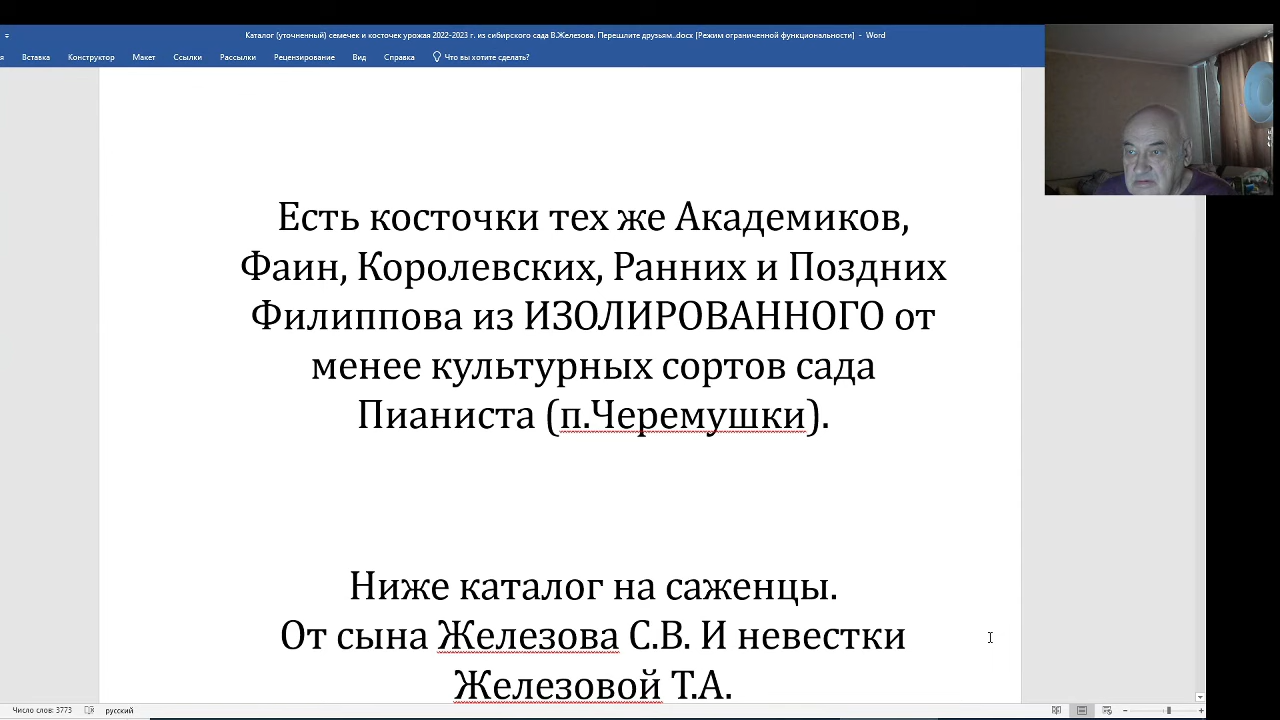 Каталог (уточненный) семечек и косточек урожая 2022-2023 г. из сибирского сада В.Железова. Перешлите друзьям..docx [Режим ограниченной функциональности] - Word
я Вставка Конструктор Макет Ссылки Рассылки Рецензирование Вид Справка Что вы хотите сделать?
Есть косточки тех же Академиков,
Фаин, Королевских, Ранних и Поздних
Филиппова из ИЗОЛИРОВАННОГО от
менее культурных сортов сада
Пианиста (п.Черемушки).
Ниже каталог на саженцы.
От сына Железова С.В. И невестки
Железовой Т.А.
Число слов: 3773 русский